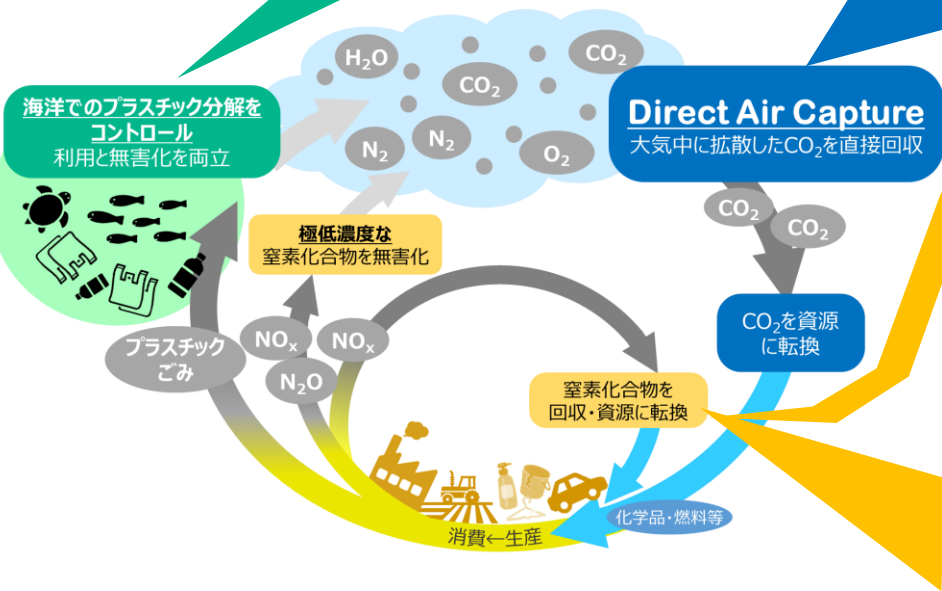 H₂O
CO₂
CO₂
N₂
N₂
O₂
海洋でのプラスチック分解を
コントロール
利用と無害化を両立
Direct Air Capture
大気中に拡散したCO₂を直接回収
極低濃度な
窒素化合物を無害化
CO₂
CO₂
プラスチック
ごみ
NOₓ
NOₓ
N₂O
CO₂を資源
に転換
窒素化合物を
回収・資源に転換
化学品・燃料等
消費←生産